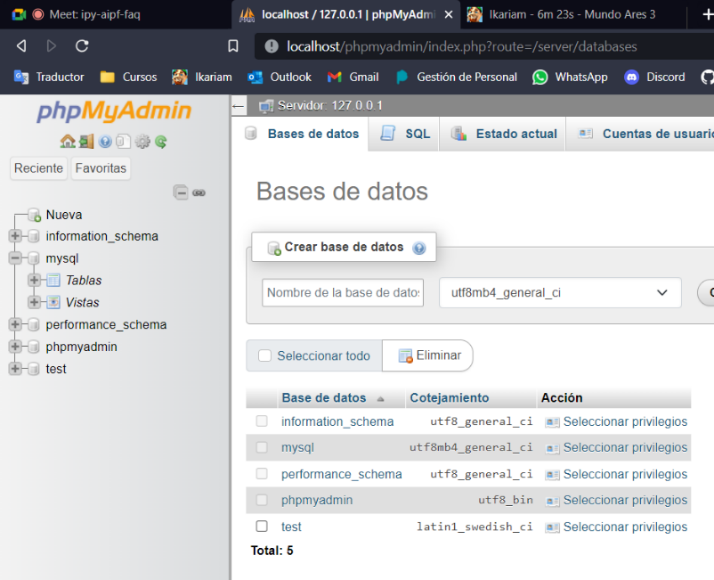 Meet: ipy-aipf-faq
localhost / 127.0.0.1 | phpMyAdmi
Ikariam - 6m 23s - Mundo Ares 3
localhost/phpmyadmin/index.php?route=/server/databases
Traductor Cursos Ikariam Outlook Gmail Gestión de Personal WhatsApp Discord
phpMyAdmin
Reciente Favoritas
Nueva
information_schema
mysql
Tablas
Vistas
performance_schema
phpmyadmin
test
Servidor: 127.0.0.1
Bases de datos SQL Estado actual Cuentas de usuario
Bases de datos
Crear base de datos
Nombre de la base de datos utf8mb4_general_ci
Seleccionar todo Eliminar
Base de datos Cotejamiento Acción
information_schema utf8_general_ci Seleccionar privilegios
mysql utf8mb4_general_ci Seleccionar privilegios
performance_schema utf8_general_ci Seleccionar privilegios
phpmyadmin utf8_bin Seleccionar privilegios
test latin1_swedish_ci Seleccionar privilegios
Total: 5